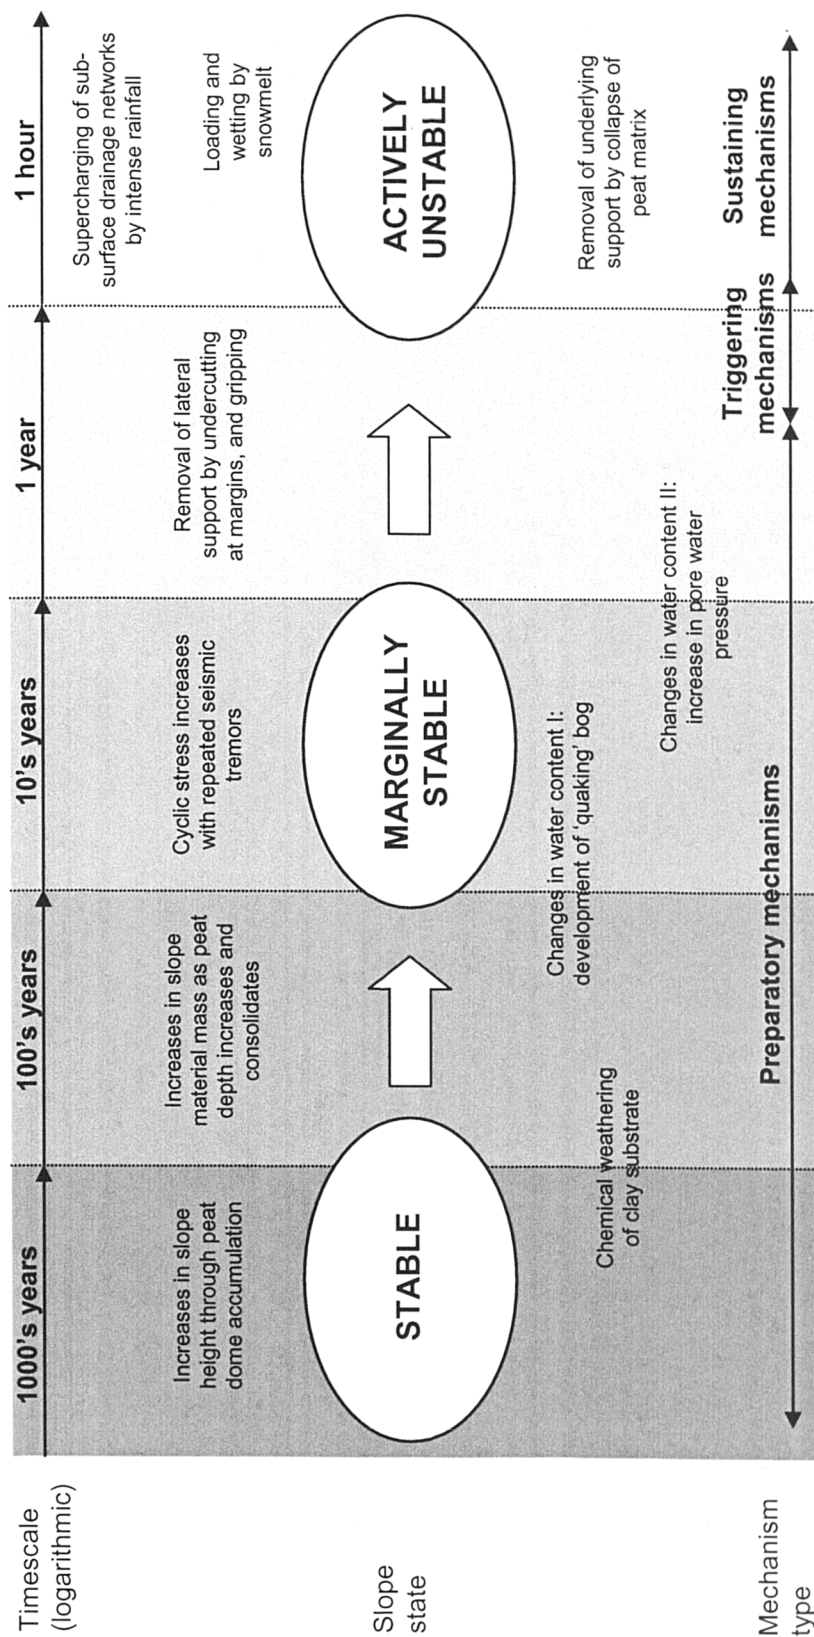 Timescale
(logarithmic)
1000's years
100's years
10's years
1 year
1 hour
Increases in slope
height through peat
dome accumulation
Increases in slope
material mass as peat
depth increases and
consolidates
Cyclic stress increases
with repeated seismic
tremors
Removal of lateral
support by undercutting
at margins, and gripping
Supercharging of sub-
surface drainage networks
by intense rainfall
Loading and
wetting by
snowmelt
Slope
state
STABLE
MARGINALLY
STABLE
ACTIVELY
UNSTABLE
Chemical weathering
of clay substrate
Changes in water content I:
development of 'quaking' bog
Changes in water content II:
increase in pore water
pressure
Removal of underlying
support by collapse of
peat matrix
Mechanism
type
Preparatory mechanisms
Triggering
mechanisms
Sustaining
mechanisms